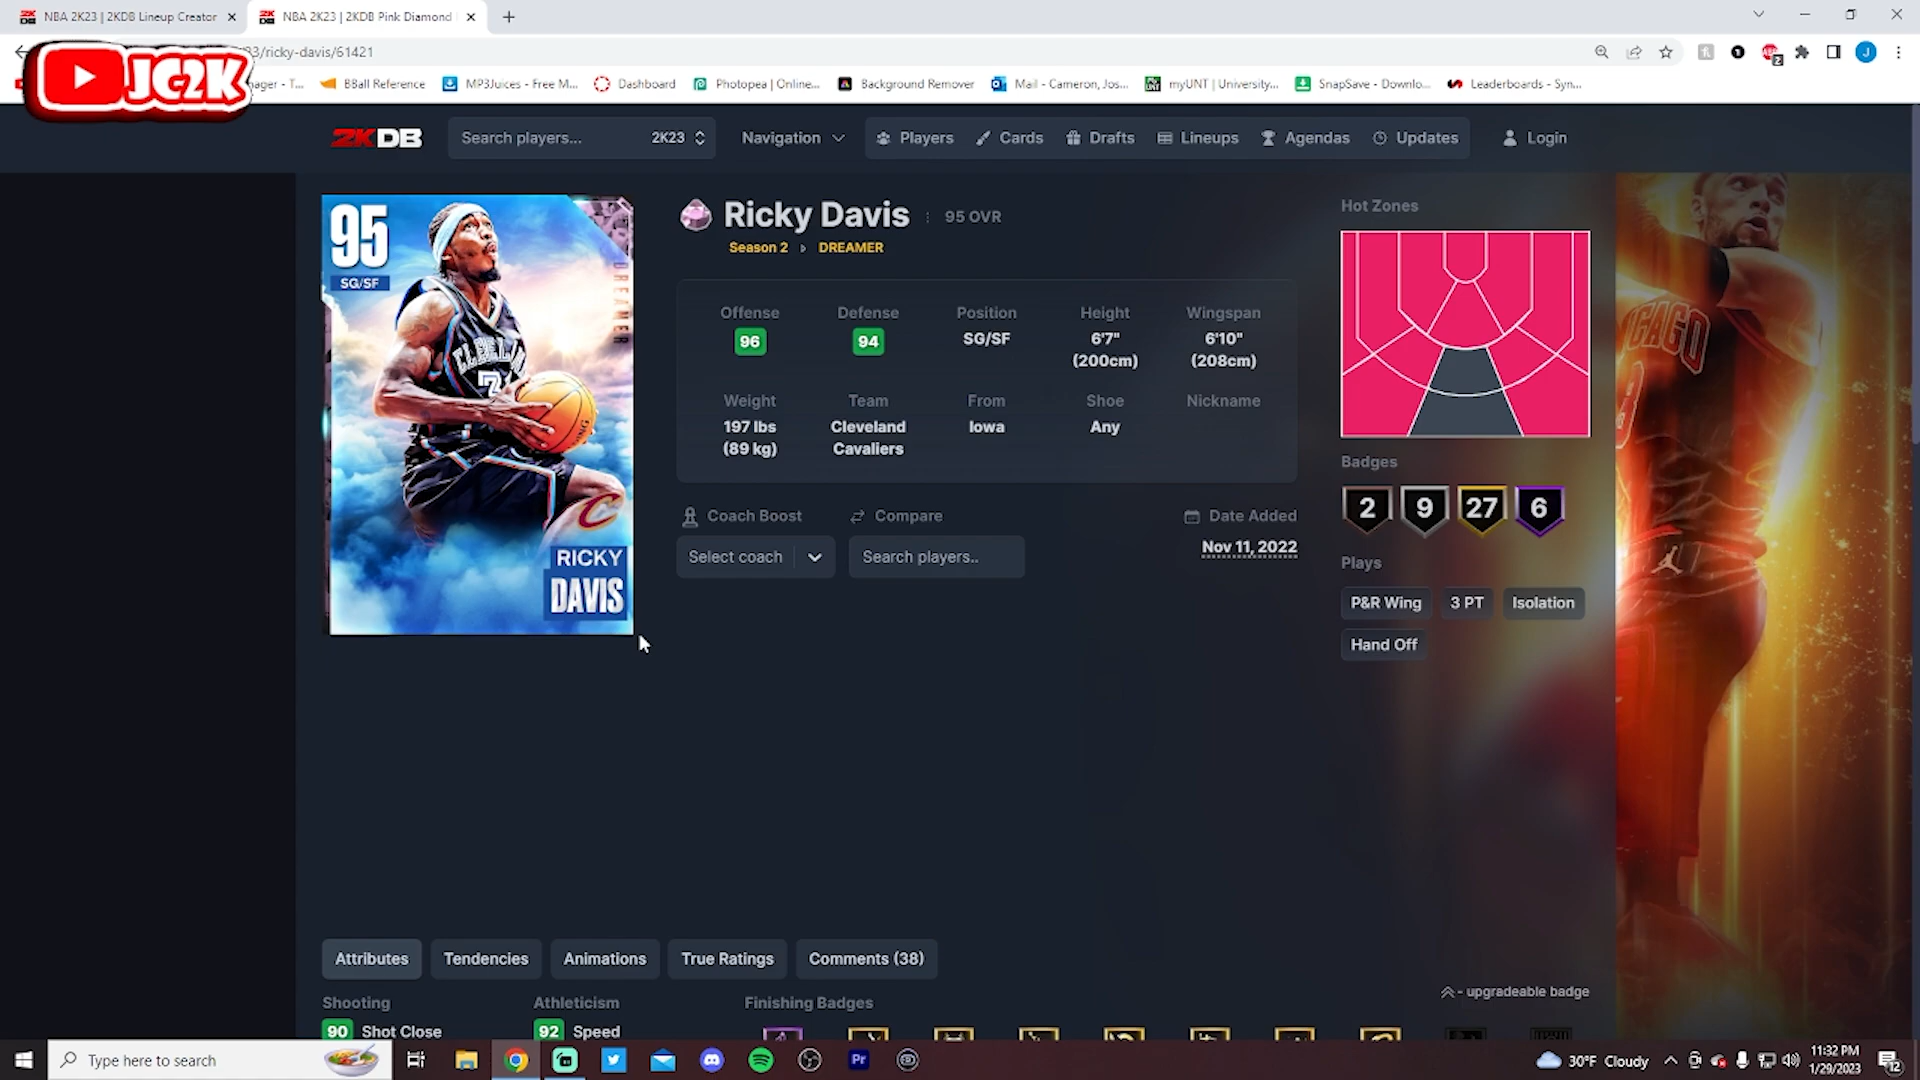 NBA 2K23 | 2KDB Lineup Creator
NBA 2K23 | 2KDB Pink Diamond
JC2K
3/ricky-davis/61421
ager - T...
BBall Reference
MP3Juices - Free M...
Dashboard
Photopea | Online...
Background Remover
Mail - Cameron, Jos...
myUNT | University...
SnapSave - Downlo...
Leaderboards - Syn...
2KDB
Search players...
2K23
Navigation
Players
Cards
Drafts
Lineups
Agendas
Updates
Login
95
SG/SF
DREAMER
CLEVELAND
RICKY
DAVIS
Ricky Davis
95 OVR
Season 2
DREAMER
Offense
Defense
Position
Height
Wingspan
96
94
SG/SF
6'7"
6'10"
(200cm)
(208cm)
Weight
Team
From
Shoe
Nickname
197 lbs
Cleveland
Iowa
Any
(89 kg)
Cavaliers
Coach Boost
Compare
Date Added
Select coach
Search players..
Nov 11, 2022
Hot Zones
Badges
2
9
27
6
Plays
P&R Wing
3 PT
Isolation
Hand Off
Attributes
Tendencies
Animations
True Ratings
Comments (38)
Shooting
Athleticism
Finishing Badges
- upgradeable badge
90 Shot Close
92 Speed
Type here to search
Pr
30°F Cloudy
11:32 PM
1/29/2023
12